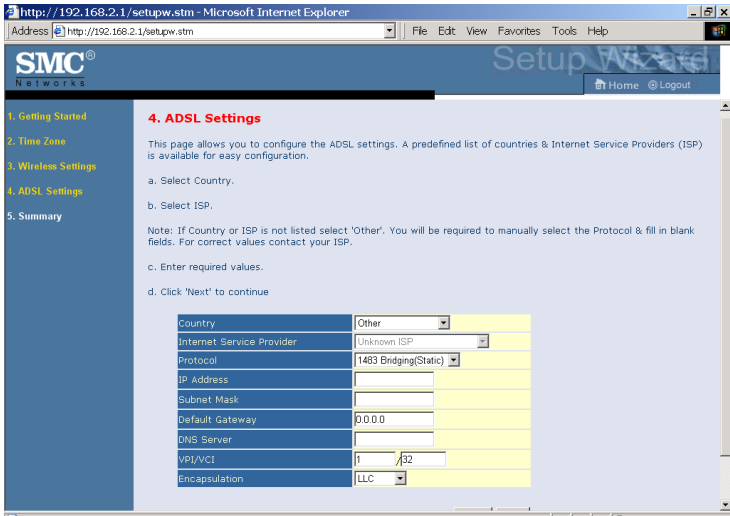 http://192.168.2.1/setupw.stm - Microsoft Internet Explorer
Address http://192.168.2.1/setupw.stm File Edit View Favorites Tools Help
SMC®
Networks
Setup Wizard
Home Logout
1. Getting Started
2. Time Zone
3. Wireless Settings
4. ADSL Settings
5. Summary
4. ADSL Settings
This page allows you to configure the ADSL settings. A predefined list of countries & Internet Service Providers (ISP)
is available for easy configuration.
a. Select Country.
b. Select ISP.
Note: If Country or ISP is not listed select 'Other'. You will be required to manually select the Protocol & fill in blank
fields. For correct values contact your ISP.
c. Enter required values.
d. Click 'Next' to continue
Country Other
Internet Service Provider Unknown ISP
Protocol 1483 Bridging(Static)
IP Address
Subnet Mask
Default Gateway 0.0.0.0
DNS Server
VPI/VCI 1 /32
Encapsulation LLC